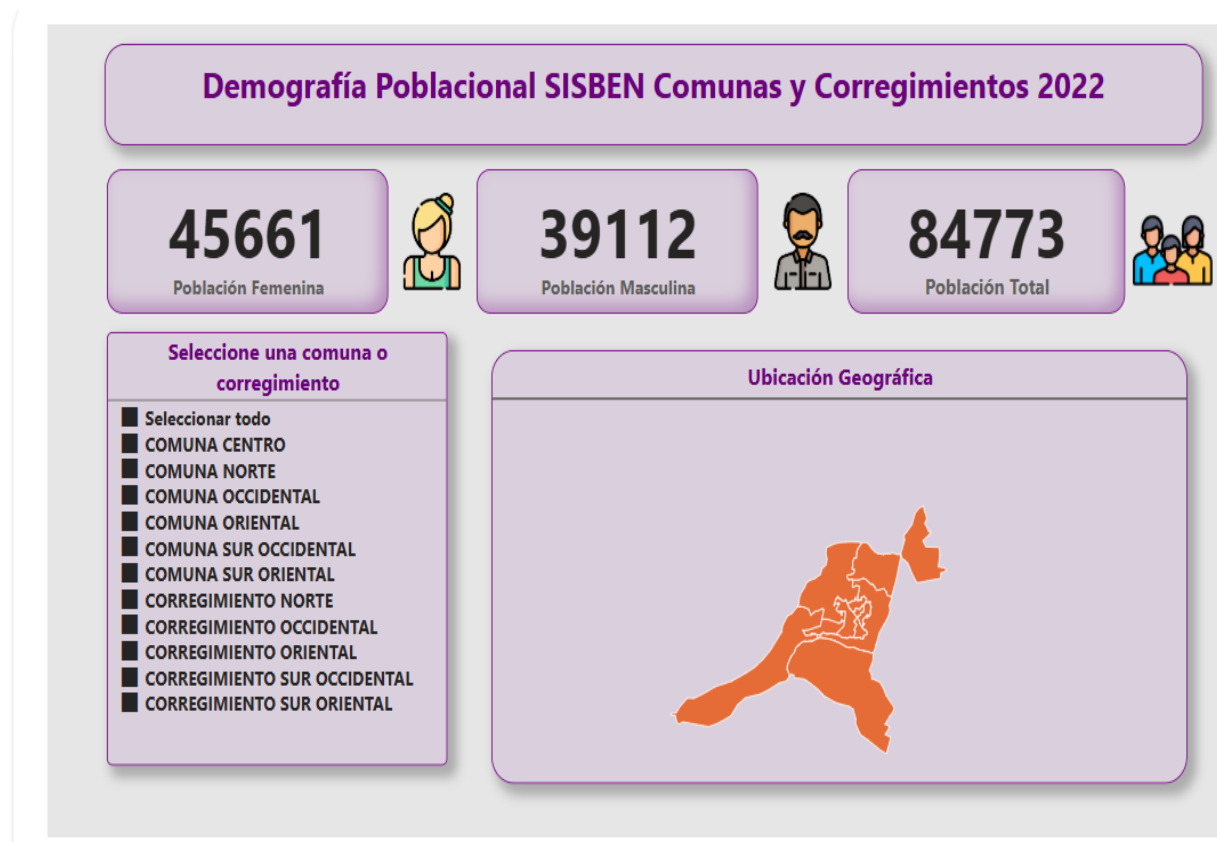 Demografía Poblacional SISBEN Comunas y Corregimientos 2022
45661
Población Femenina
39112
Población Masculina
84773
Población Total
Seleccione una comuna o
corregimiento
Seleccionar todo
COMUNA CENTRO
COMUNA NORTE
COMUNA OCCIDENTAL
COMUNA ORIENTAL
COMUNA SUR OCCIDENTAL
COMUNA SUR ORIENTAL
CORREGIMIENTO NORTE
CORREGIMIENTO OCCIDENTAL
CORREGIMIENTO ORIENTAL
CORREGIMIENTO SUR OCCIDENTAL
CORREGIMIENTO SUR ORIENTAL
Ubicación Geográfica